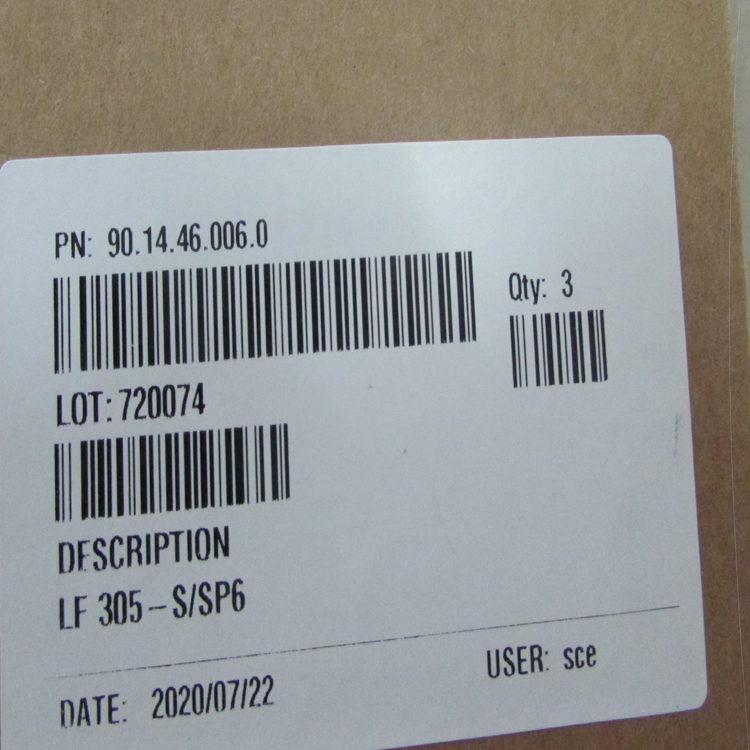 PN: 90.14.46.006.0
Qty: 3
LOT: 720074
DESCRIPTION
LF 305-S/SP6
USER: sce
DATE: 2020/07/22